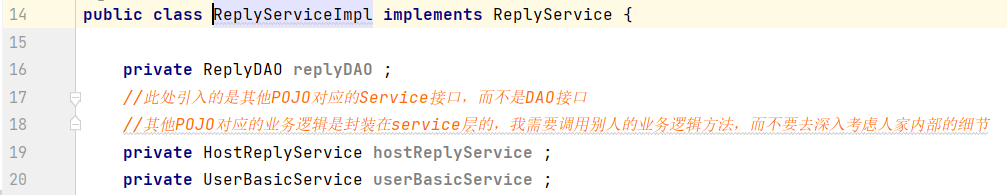 14 public class ReplyServiceImpl implements ReplyService {
15
16 private ReplyDAO replyDAO ;
17 //此处引入的是其他POJO对应的Service接口，而不是DAO接口
18 //其他POJO对应的业务逻辑是封装在service层的，我需要调用别人的业务逻辑方法，而不要去深入考虑人家内部的细节
19 private HostReplyService hostReplyService ;
20 private UserBasicService userBasicService ;